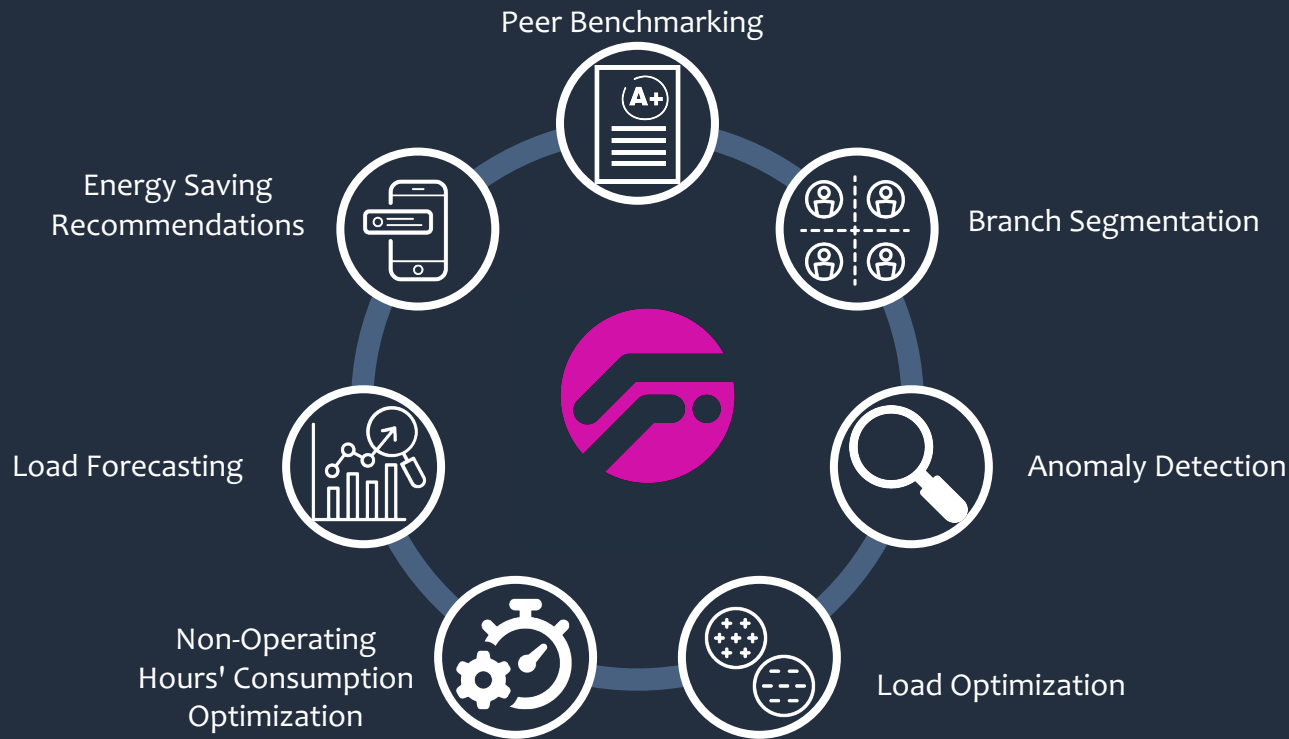 Peer Benchmarking
A+
Energy Saving
Recommendations
Branch Segmentation
Load Forecasting
Anomaly Detection
Non-Operating
Hours' Consumption
Optimization
Load Optimization